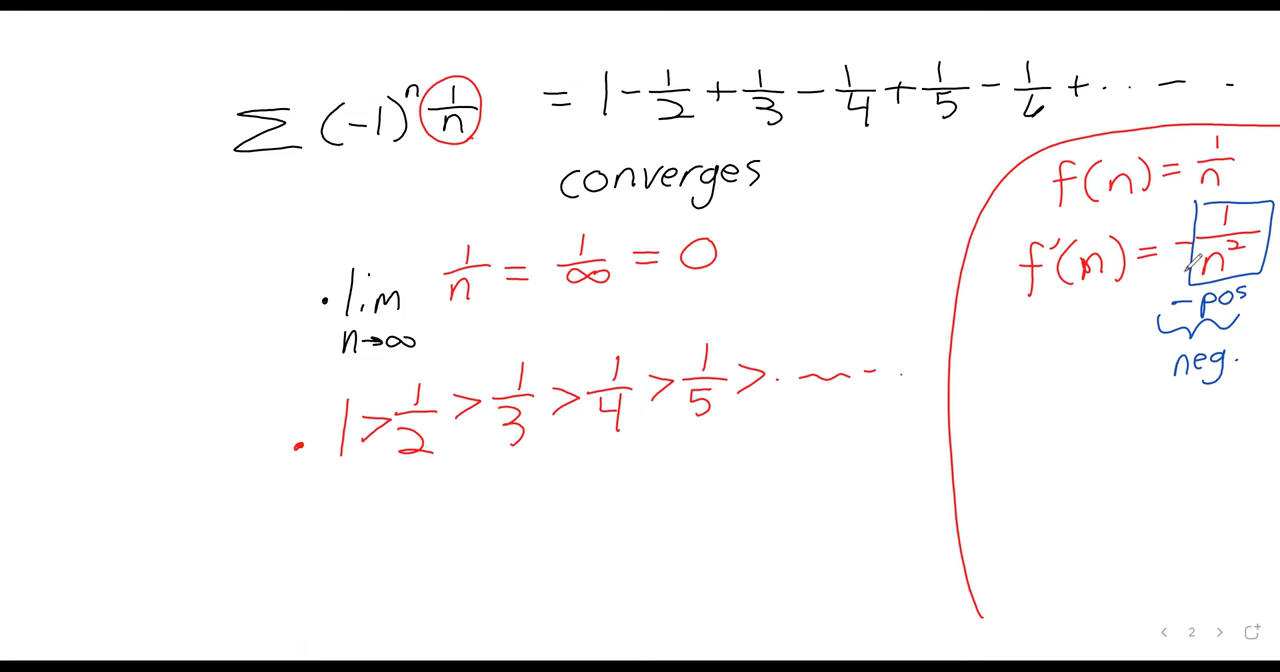 ∑ (-1)^n 1/n = 1 - 1/2 + 1/3 - 1/4 + 1/5 - 1/6 + . . - .
converges
. lim n→∞ 1/n = 1/∞ = 0
. 1 > 1/2 > 1/3 > 1/4 > 1/5 > . ~ - .
f(n) = 1/n
f'(n) = - 1/n²
- pos
neg.
< 2 >